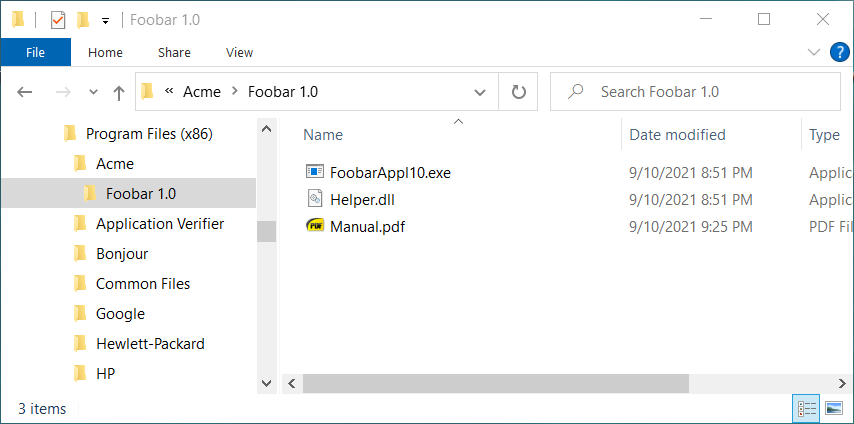 Foobar 1.0
File Home Share View
Acme Foobar 1.0
Search Foobar 1.0
Program Files (x86)
Acme
Foobar 1.0
Application Verifier
Bonjour
Common Files
Google
Hewlett-Packard
HP
Name Date modified Type
FoobarAppl10.exe 9/10/2021 8:51 PM Applic
Helper.dll 9/10/2021 8:51 PM Applic
Manual.pdf 9/10/2021 9:25 PM PDF Fil
3 items